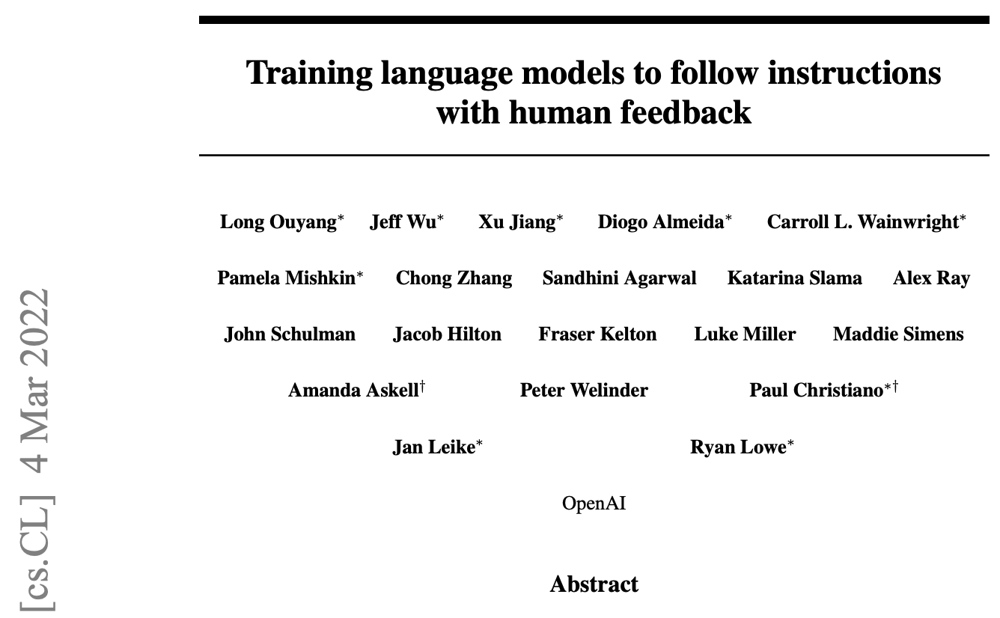 Training language models to follow instructions
with human feedback
Long Ouyang* Jeff Wu* Xu Jiang* Diogo Almeida* Carroll L. Wainwright*
Pamela Mishkin* Chong Zhang Sandhini Agarwal Katarina Slama Alex Ray
John Schulman Jacob Hilton Fraser Kelton Luke Miller Maddie Simens
Amanda Askell† Peter Welinder Paul Christiano*†
Jan Leike* Ryan Lowe*
OpenAI
Abstract
[cs.CL] 4 Mar 2022